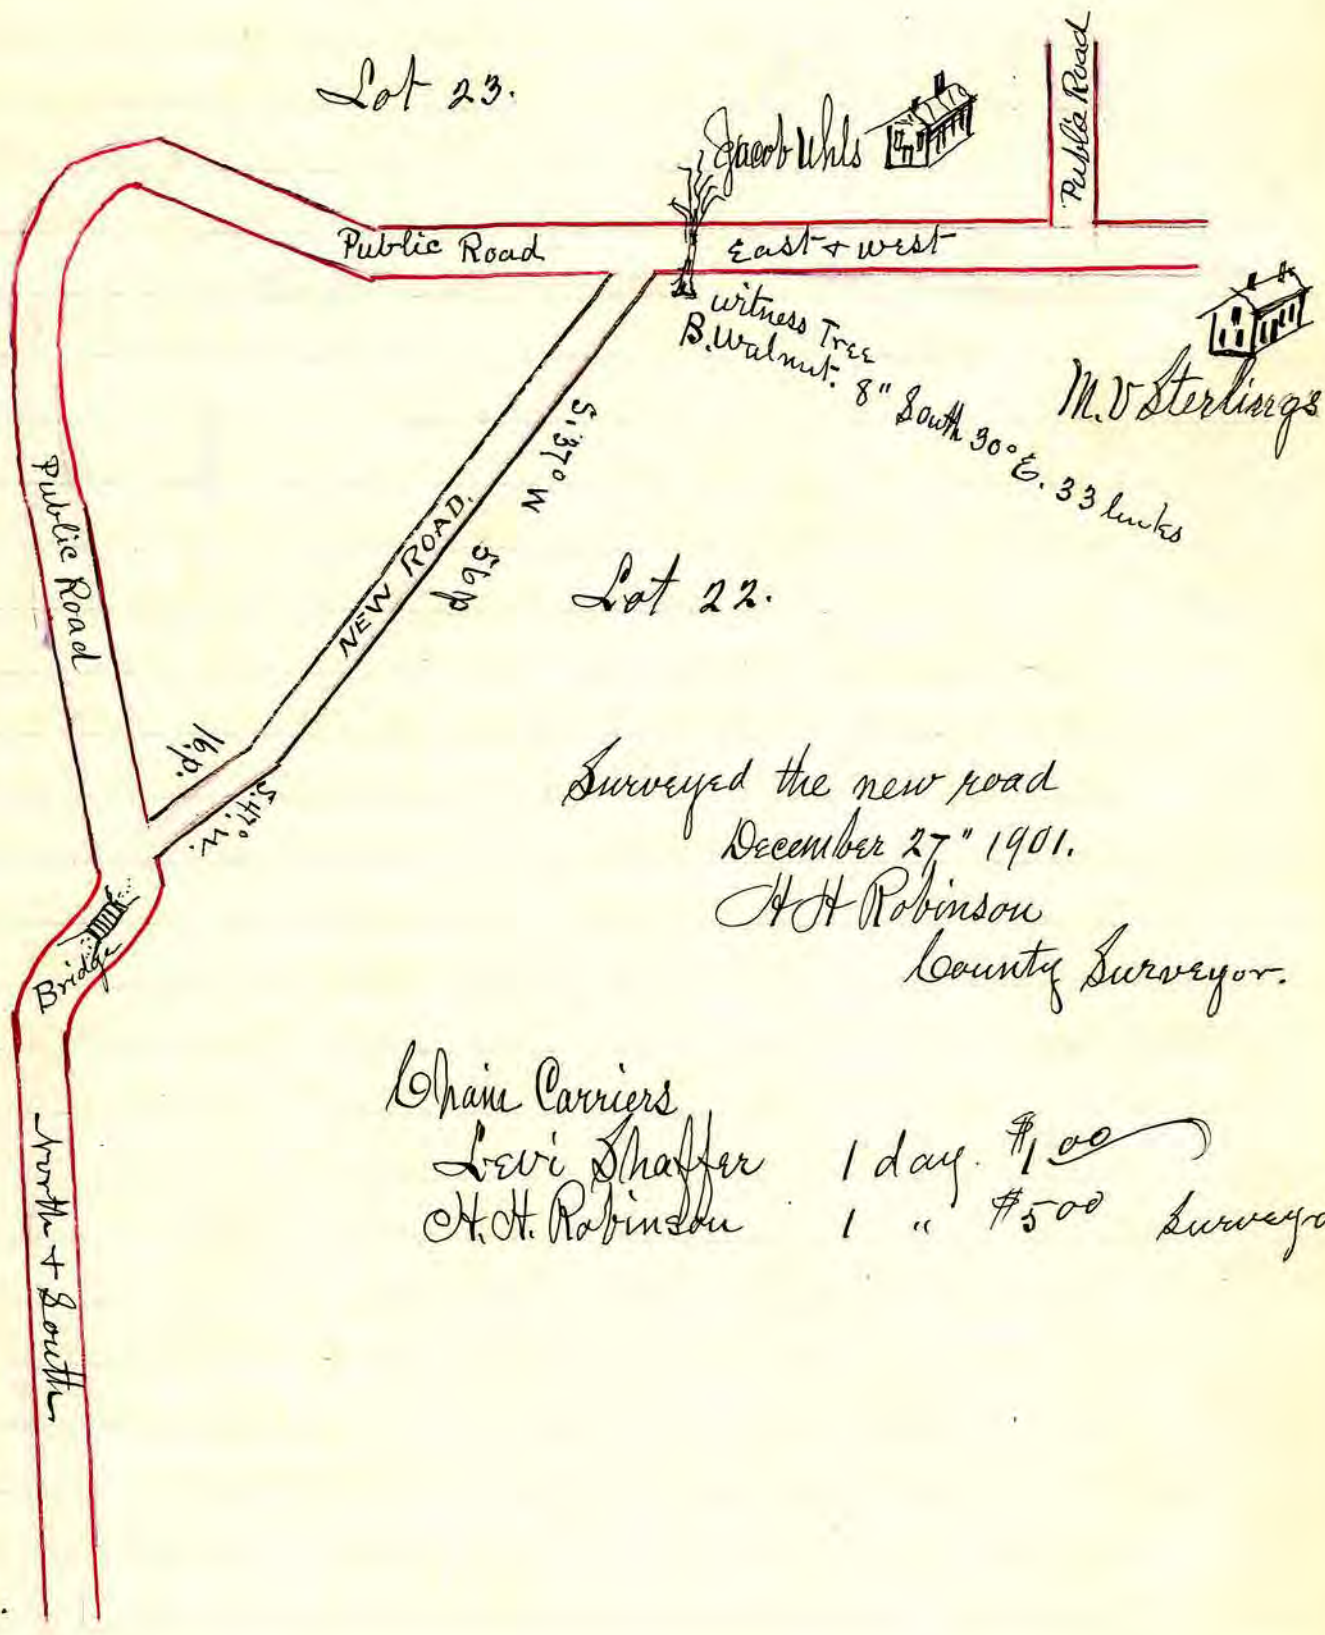 Lot 23.
Public Road
Jacob Uhls
Public Road
East & west
witness Tree
B. Walnut. 8" South 30° E. 33 links
M.V Sterlings
S. 37° W
56 p
NEW ROAD.
Lot 22.
Public Road
16 p.
S. 47° W.
Bridge
North & South
Surveyed the new road
December 27" 1901.
H H Robinson
County Surveyor.
Chain Carriers
Levi Shaffer 1 day. $1 00
H. H. Robinson 1 " $5 00 Surveyo